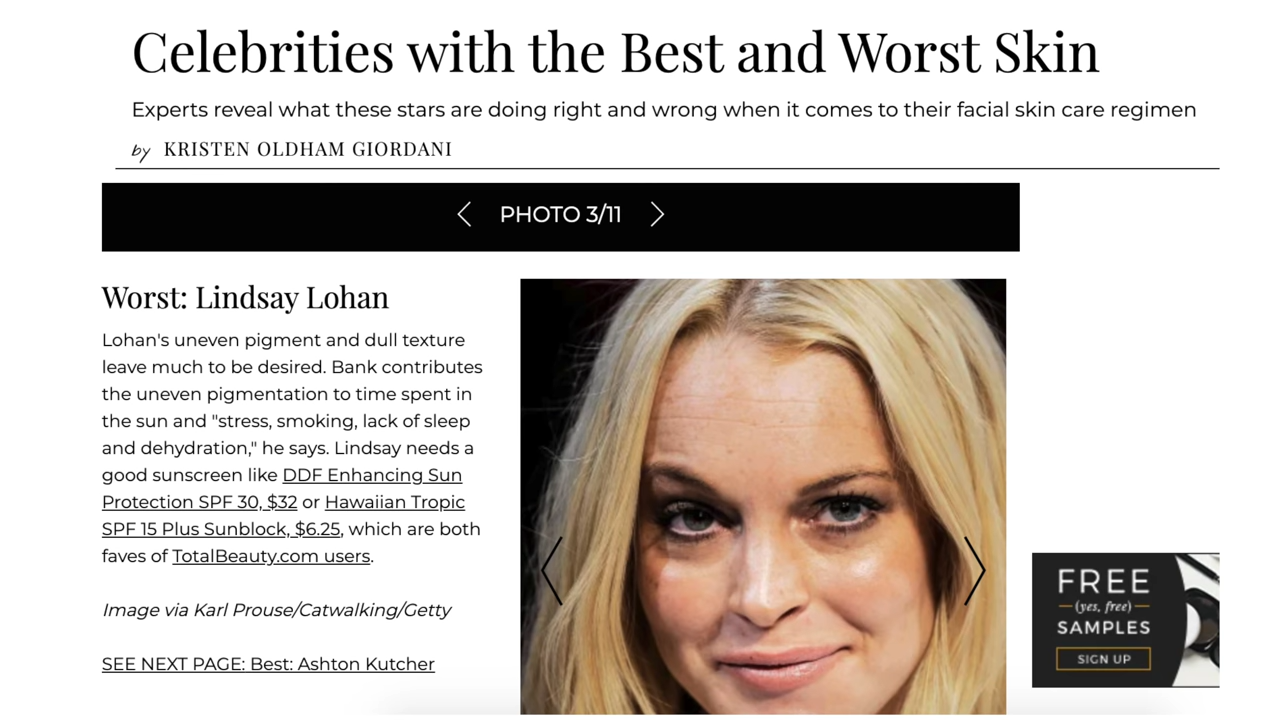 Celebrities with the Best and Worst Skin
Experts reveal what these stars are doing right and wrong when it comes to their facial skin care regimen
by KRISTEN OLDHAM GIORDANI
PHOTO 3/11
Worst: Lindsay Lohan
Lohan's uneven pigment and dull texture
leave much to be desired. Bank contributes
the uneven pigmentation to time spent in
the sun and "stress, smoking, lack of sleep
and dehydration," he says. Lindsay needs a
good sunscreen like DDF Enhancing Sun
Protection SPF 30, $32 or Hawaiian Tropic
SPF 15 Plus Sunblock, $6.25, which are both
faves of TotalBeauty.com users.
Image via Karl Prouse/Catwalking/Getty
SEE NEXT PAGE: Best: Ashton Kutcher
FREE
(yes, free)
SAMPLES
SIGN UP